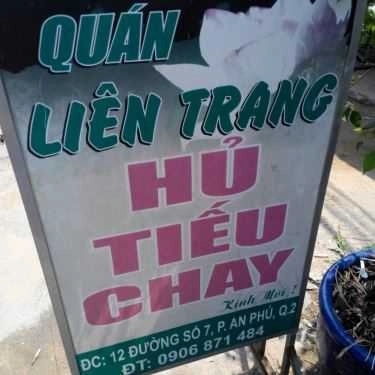 QUÁN
LIÊN TRANG
HỦ
TIẾU
CHAY
Kính Mời !
ĐC: 12 ĐƯỜNG SỐ 7, P. AN PHÚ, Q.2
ĐT: 0906 871 484